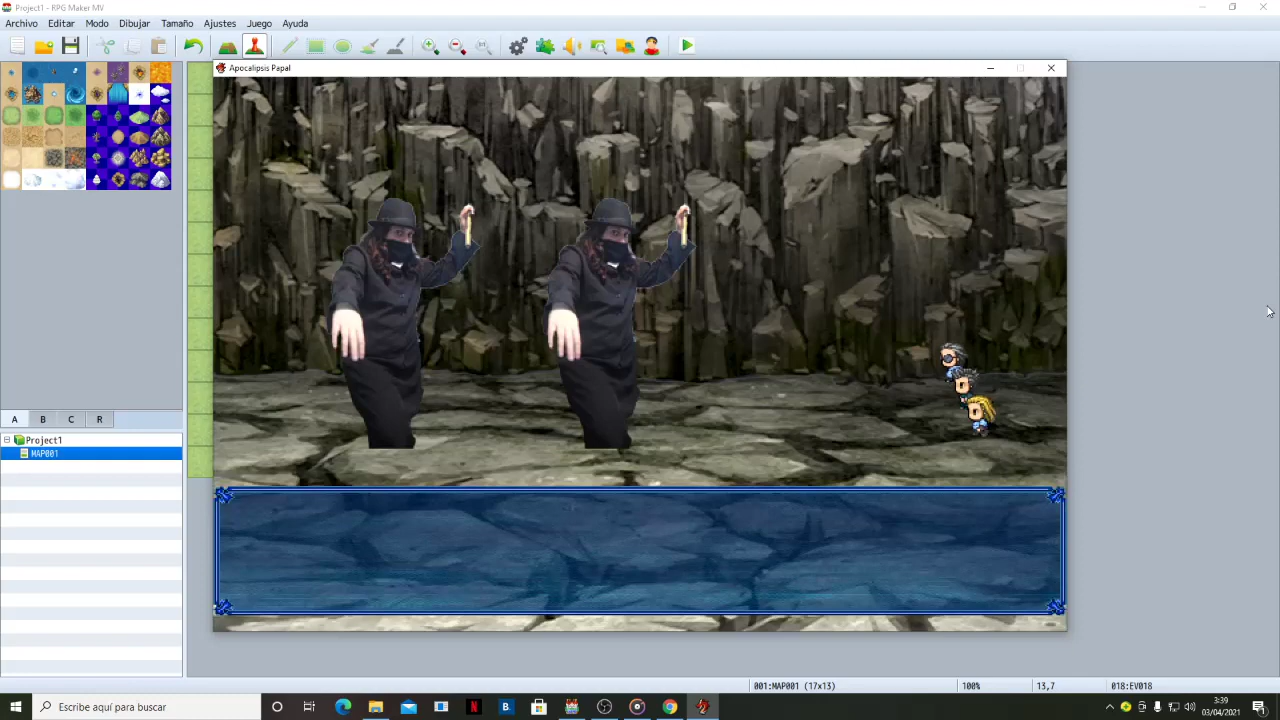 Project1 - RPG Maker MV
Archivo Editar Modo Dibujar Tamaño Ajustes Juego Ayuda
Apocalipsis Papal
A B C R
Project1
MAP001
001:MAP001 (17x13) 100% 13,7 018:EV018
Escribe aquí para buscar
3:39
03/04/2021